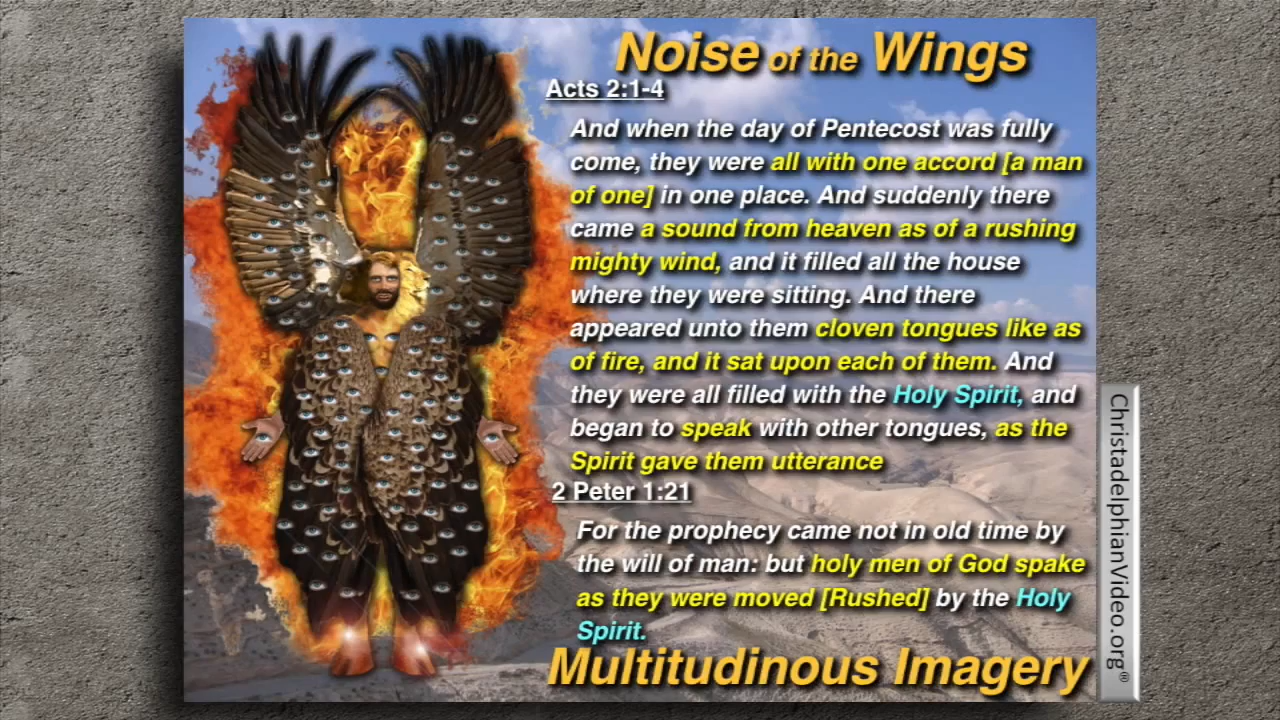 Noise of the Wings
Acts 2:1-4
And when the day of Pentecost was fully
come, they were all with one accord [a man
of one] in one place. And suddenly there
came a sound from heaven as of a rushing
mighty wind, and it filled all the house
where they were sitting. And there
appeared unto them cloven tongues like as
of fire, and it sat upon each of them. And
they were all filled with the Holy Spirit, and
began to speak with other tongues, as the
Spirit gave them utterance
2 Peter 1:21
For the prophecy came not in old time by
the will of man: but holy men of God spake
as they were moved [Rushed] by the Holy
Spirit.
Multitudinous Imagery
ChristadelphianVideo.org®